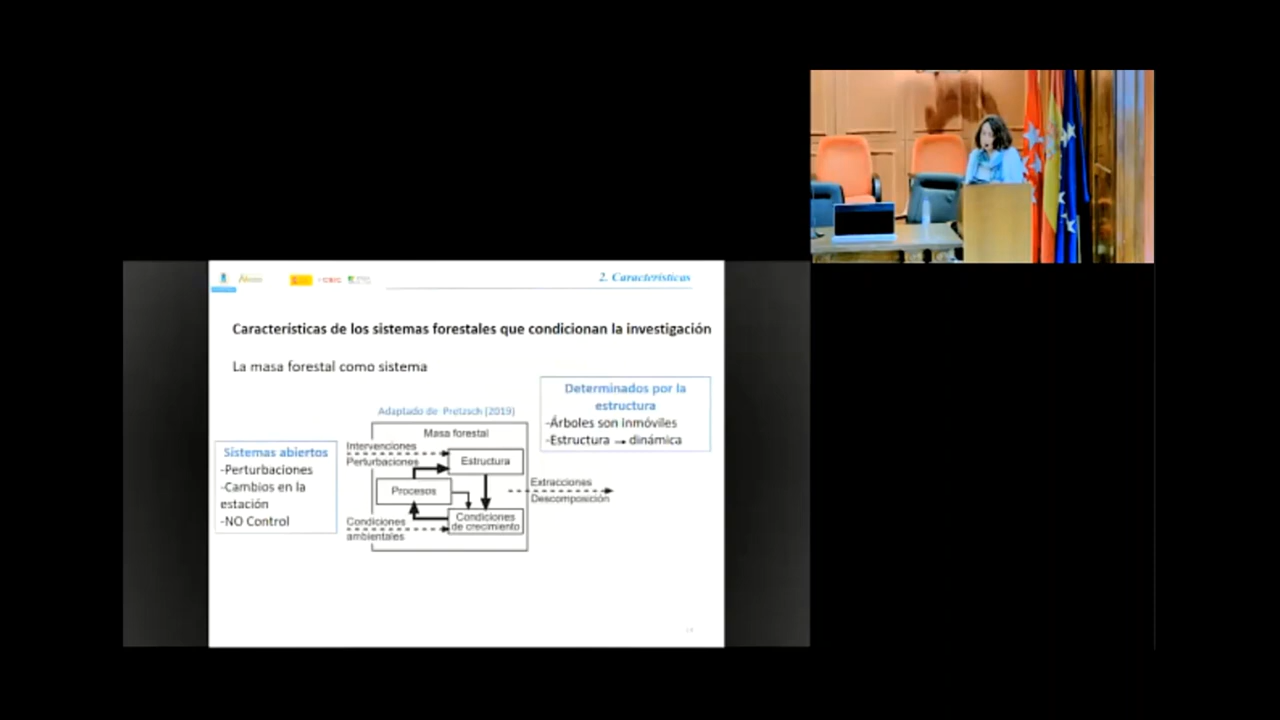 2. Características
Características de los sistemas forestales que condicionan la investigación
La masa forestal como sistema
Determinados por la
estructura
-Árboles son inmóviles
-Estructura → dinámica
Adaptado de Pretzsch (2019)
Masa forestal
Intervenciones
Perturbaciones
Estructura
Procesos
Extracciones
Descomposición
Condiciones
de crecimiento
Condiciones
ambientales
Sistemas abiertos
-Perturbaciones
-Cambios en la
estación
-NO Control